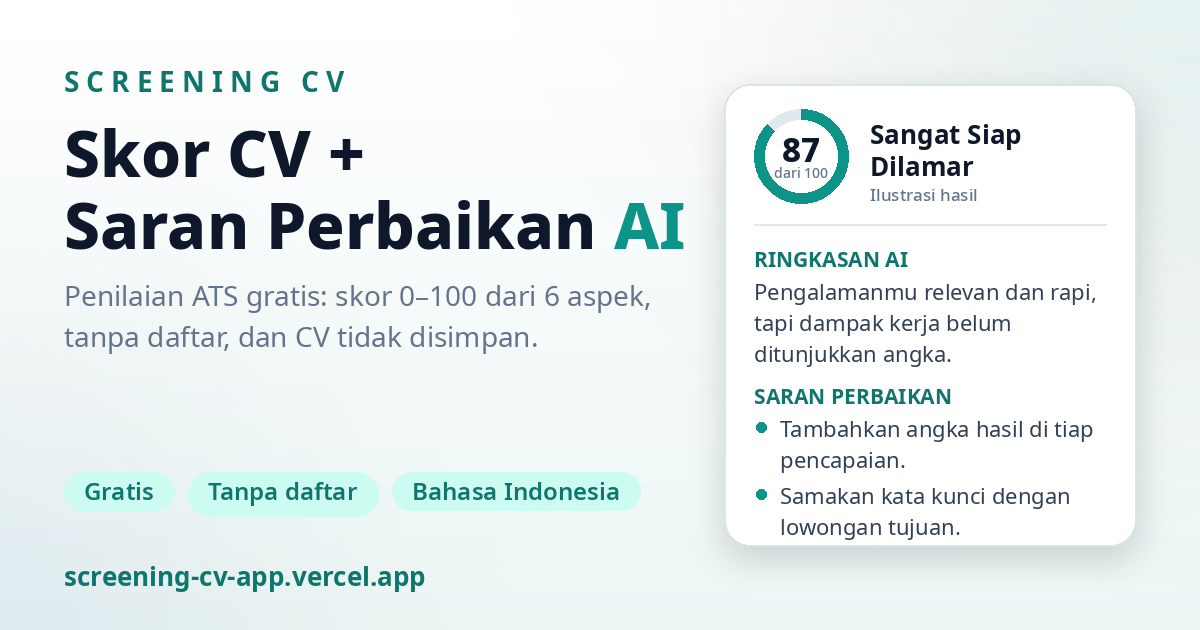 SCREENING CV
Skor CV +
Saran Perbaikan AI
Penilaian ATS gratis: skor 0–100 dari 6 aspek,
tanpa daftar, dan CV tidak disimpan.
Gratis
Tanpa daftar
Bahasa Indonesia
screening-cv-app.vercel.app
87
dari 100
Sangat Siap
Dilamar
Ilustrasi hasil
RINGKASAN AI
Pengalamanmu relevan dan rapi,
tapi dampak kerja belum
ditunjukkan angka.
SARAN PERBAIKAN
Tambahkan angka hasil di tiap
pencapaian.
Samakan kata kunci dengan
lowongan tujuan.